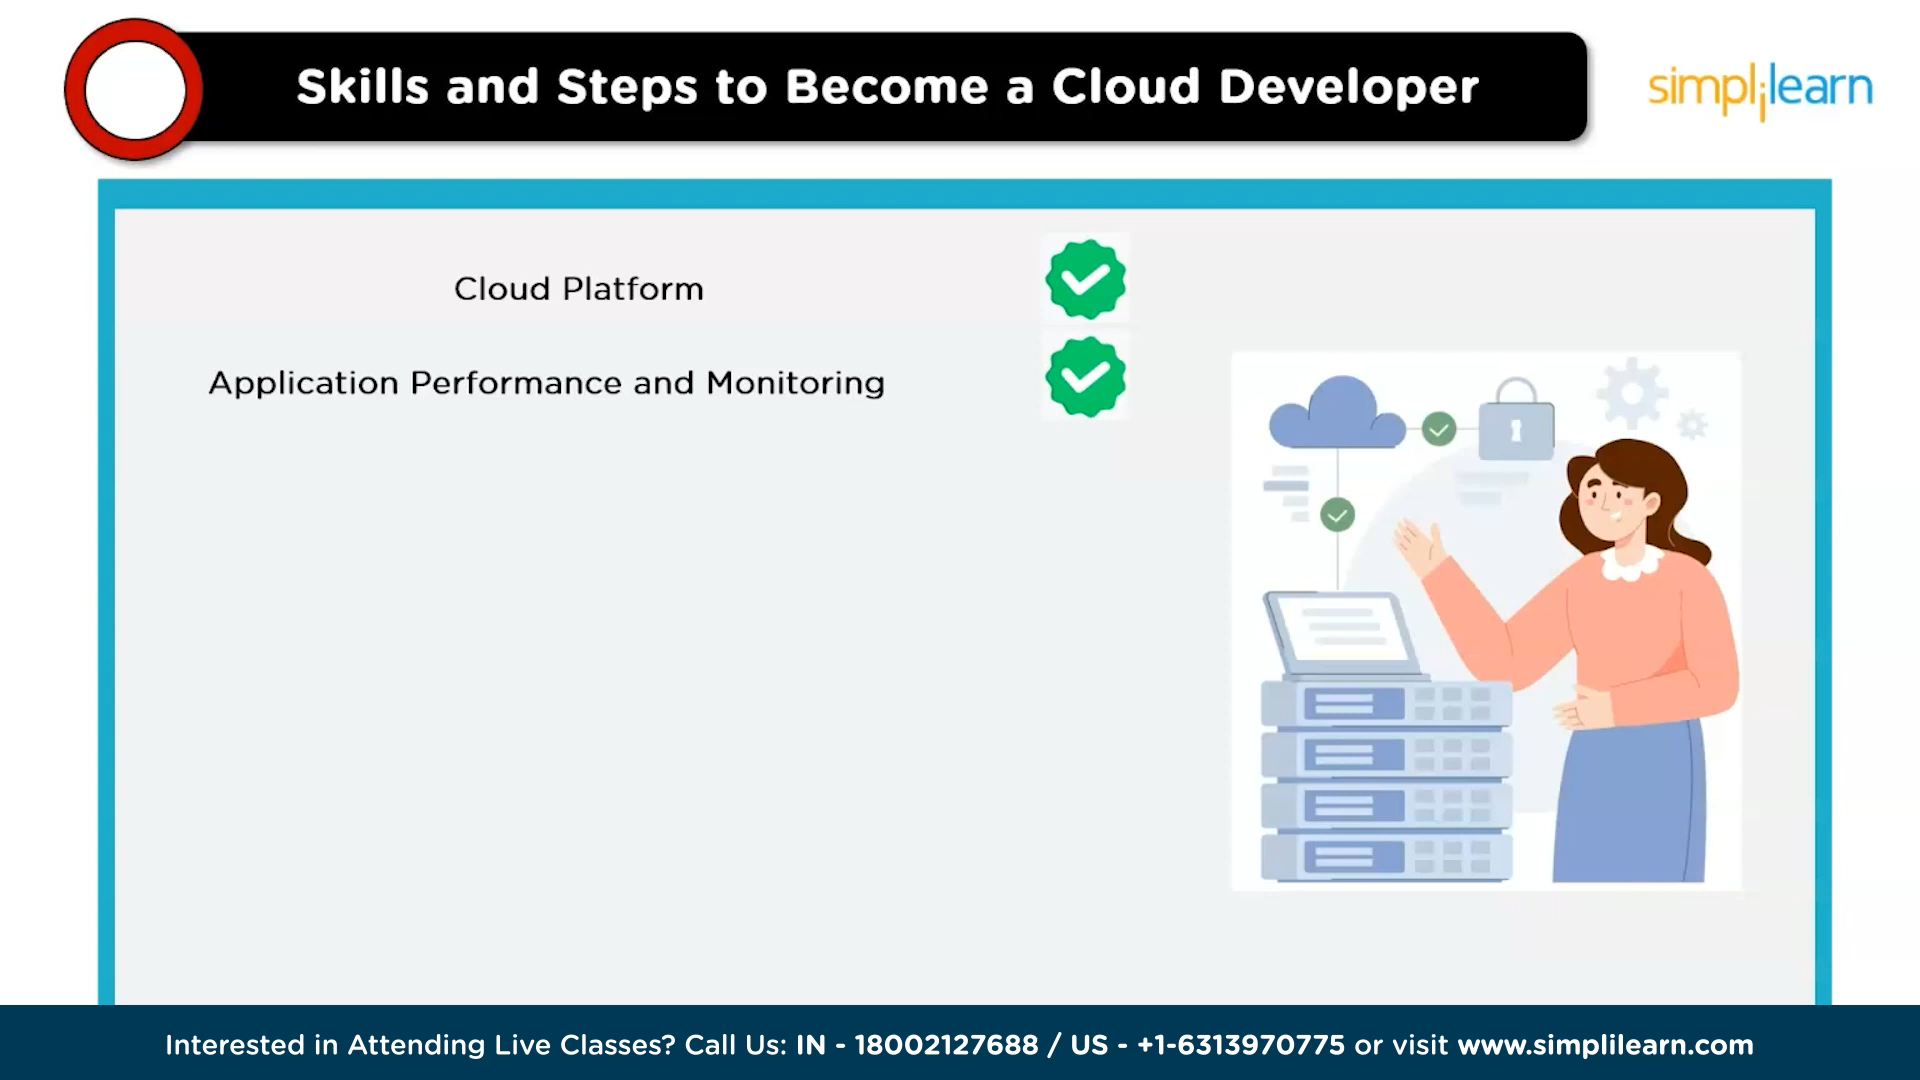 Skills and Steps to Become a Cloud Developer
simplilearn
Cloud Platform
Application Performance and Monitoring
Interested in Attending Live Classes? Call Us: IN - 18002127688 / US - +1-6313970775 or visit www.simplilearn.com